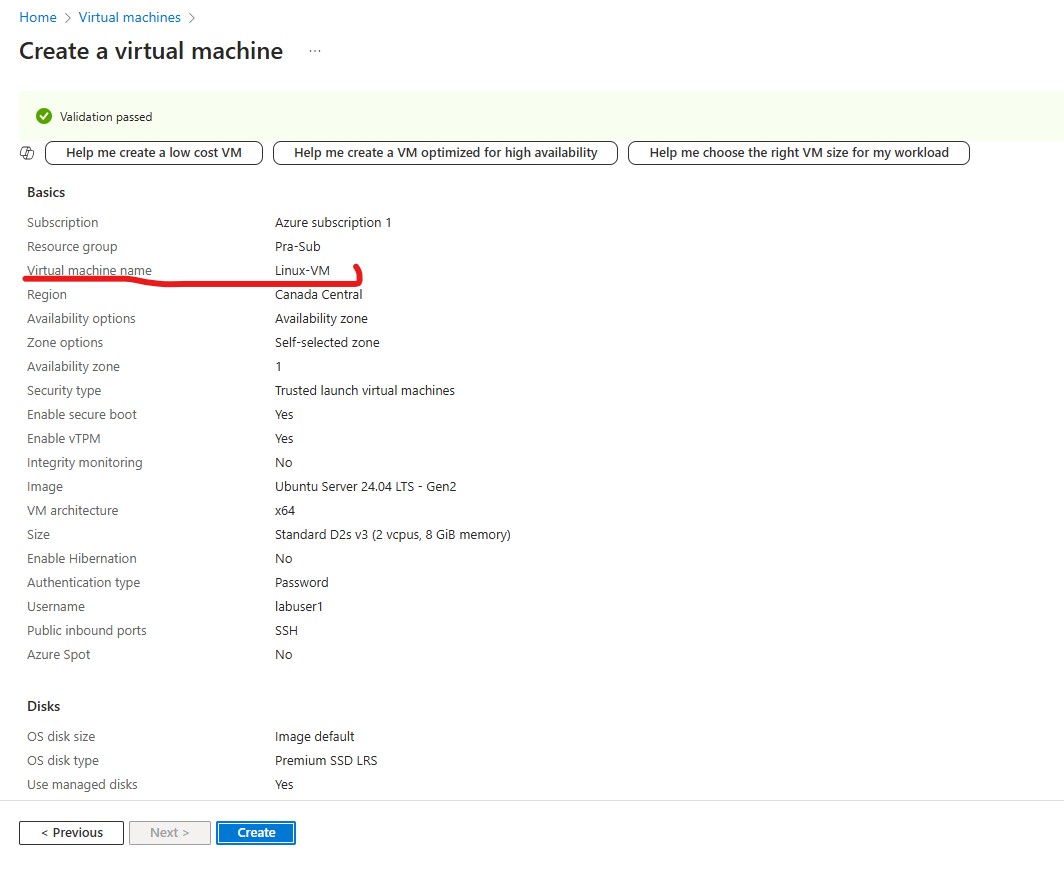 Home > Virtual machines >
Create a virtual machine ...
Validation passed
Help me create a low cost VM Help me create a VM optimized for high availability Help me choose the right VM size for my workload
Basics
Subscription Azure subscription 1
Resource group Pra-Sub
Virtual machine name Linux-VM
Region Canada Central
Availability options Availability zone
Zone options Self-selected zone
Availability zone 1
Security type Trusted launch virtual machines
Enable secure boot Yes
Enable vTPM Yes
Integrity monitoring No
Image Ubuntu Server 24.04 LTS - Gen2
VM architecture x64
Size Standard D2s v3 (2 vcpus, 8 GiB memory)
Enable Hibernation No
Authentication type Password
Username labuser1
Public inbound ports SSH
Azure Spot No
Disks
OS disk size Image default
OS disk type Premium SSD LRS
Use managed disks Yes
< Previous Next > Create